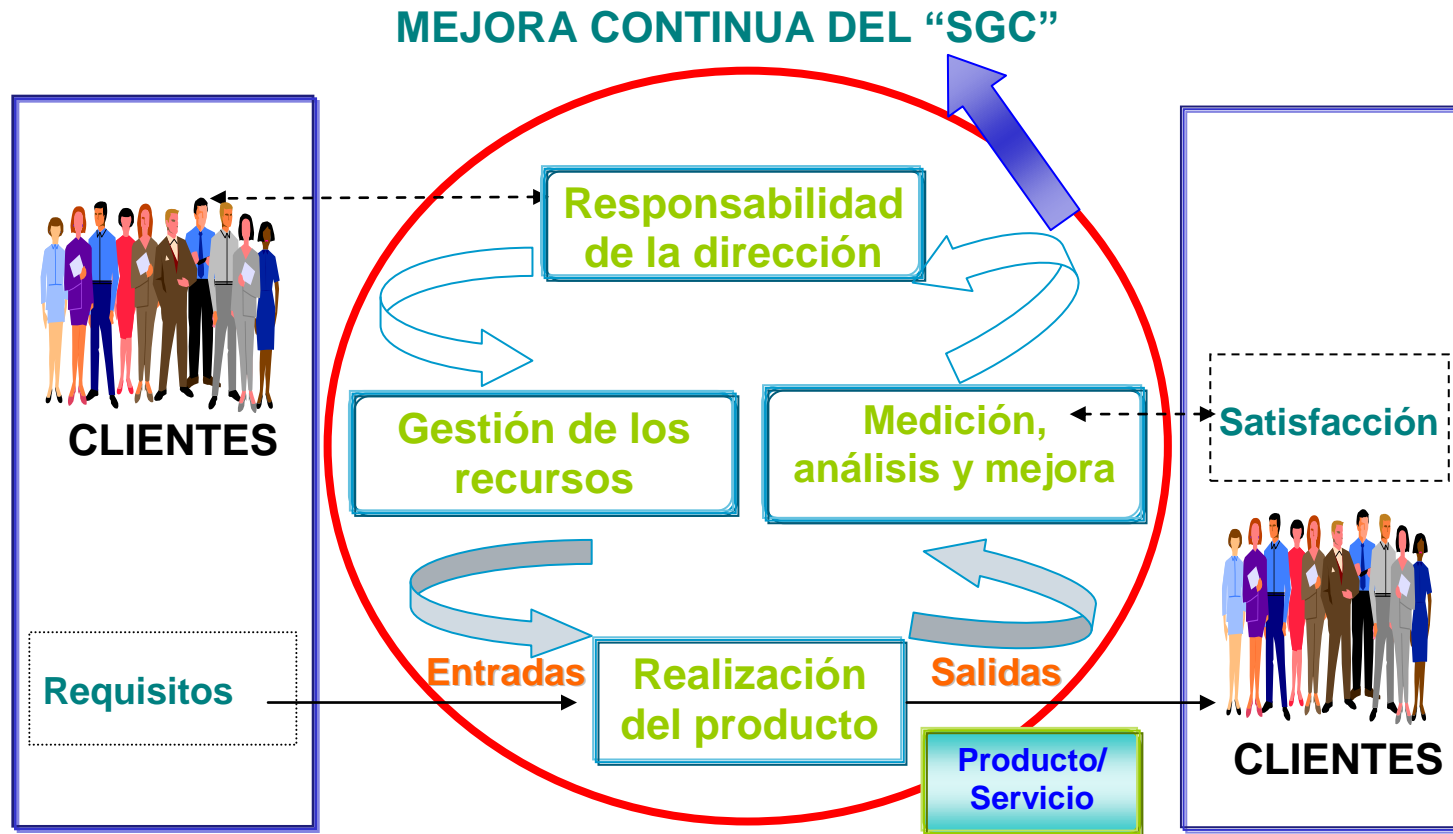 MEJORA CONTINUA DEL “SGC”
Responsabilidad
de la dirección
CLIENTES
Gestión de los
recursos
Medición,
análisis y mejora
Satisfacción
Requisitos
Entradas
Realización
del producto
Salidas
Producto/
Servicio
CLIENTES